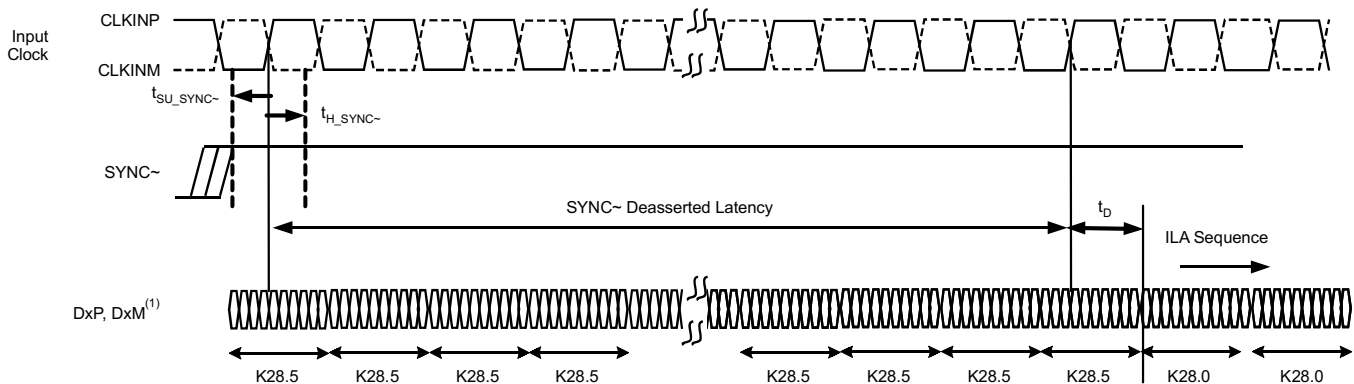 Input
Clock
CLKINP
CLKINM
tSU_SYNC~
tH_SYNC~
SYNC~
SYNC~ Deasserted Latency
tD
ILA Sequence
DxP, DxM(1)
K28.5 K28.5 K28.5 K28.5 K28.5 K28.5 K28.5 K28.5 K28.0 K28.0